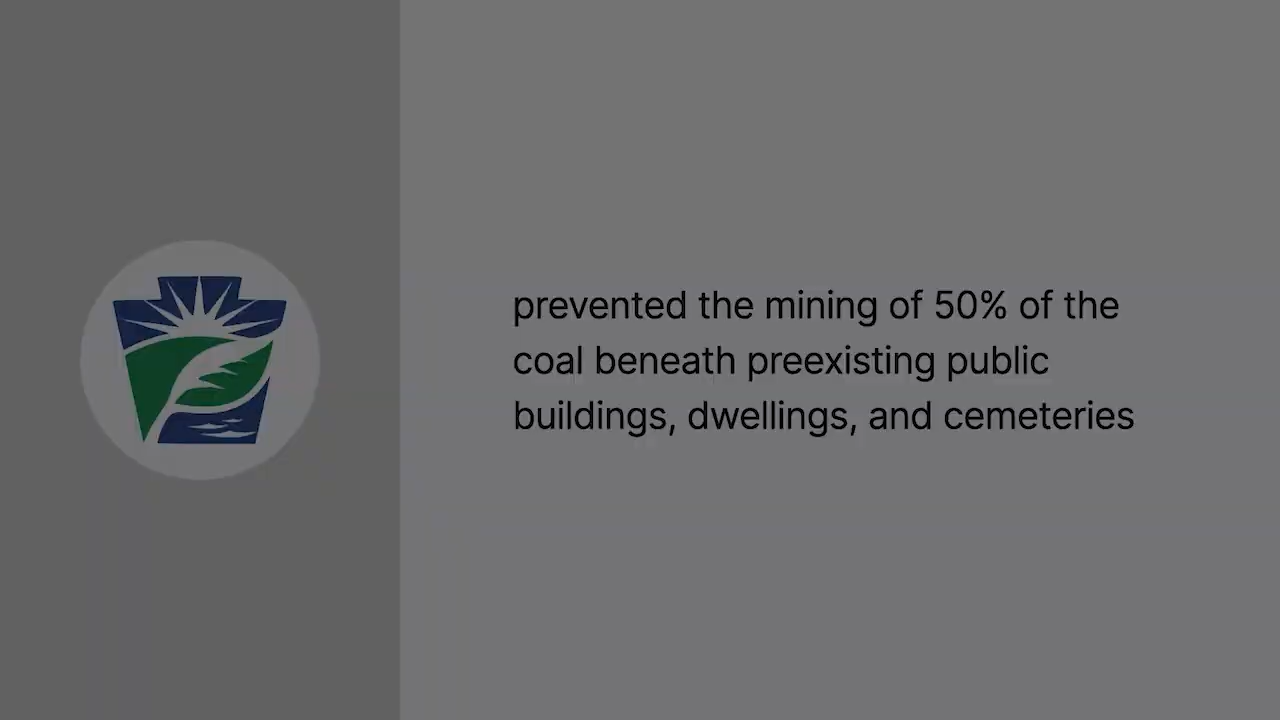 prevented the mining of 50% of the
coal beneath preexisting public
buildings, dwellings, and cemeteries